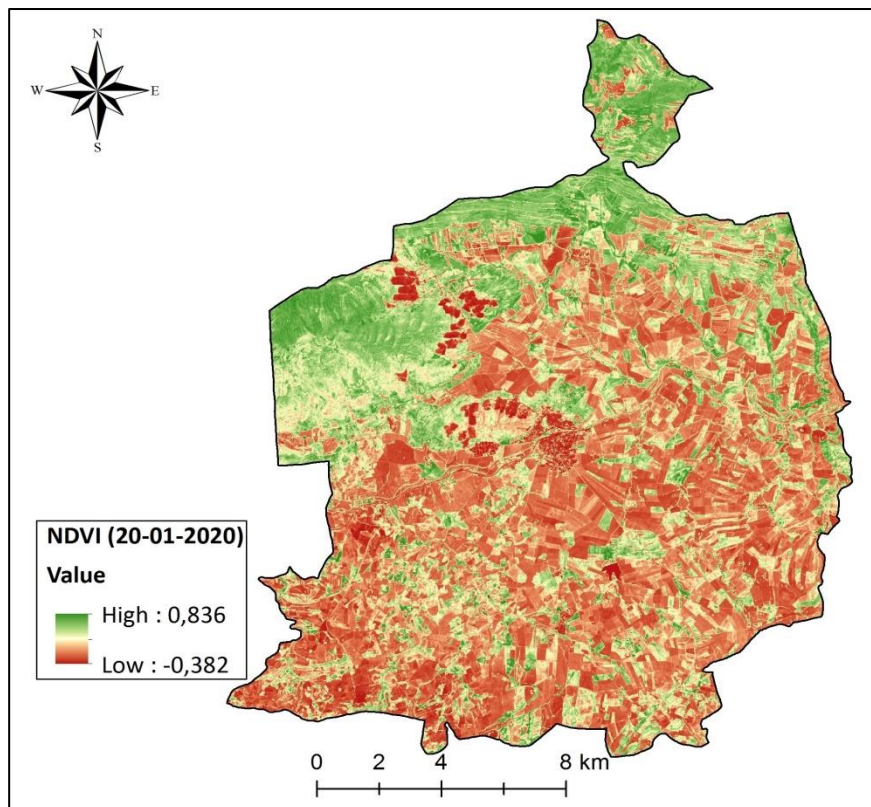 N
W E
S
NDVI (20-01-2020)
Value
High : 0,836
Low : -0,382
0 2 4 8 km